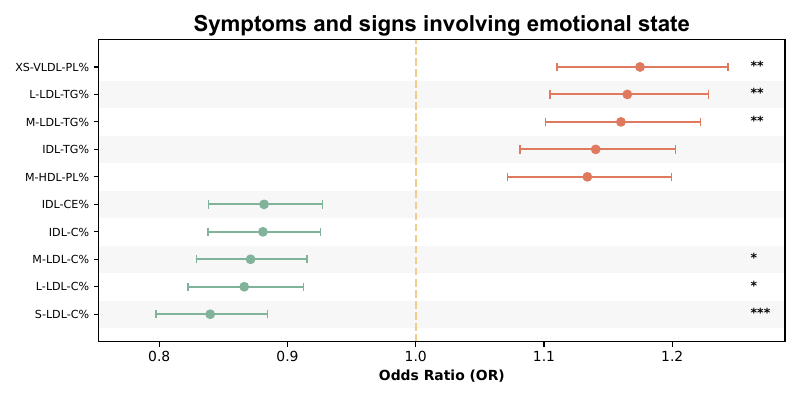 Symptoms and signs involving emotional state
XS-VLDL-PL% **
L-LDL-TG% **
M-LDL-TG% **
IDL-TG%
M-HDL-PL%
IDL-CE%
IDL-C%
M-LDL-C% *
L-LDL-C% *
S-LDL-C% ***
0.8 0.9 1.0 1.1 1.2
Odds Ratio (OR)